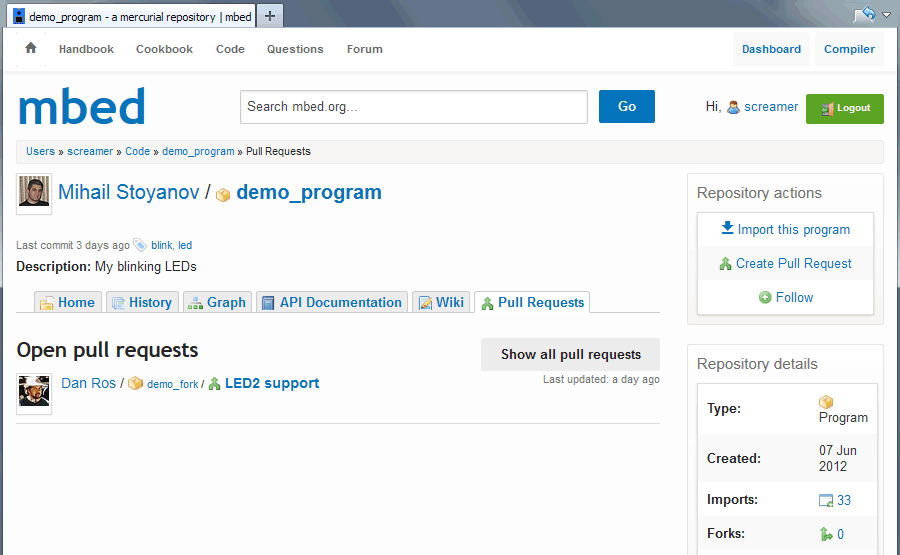 demo_program - a mercurial repository | mbed
Handbook Cookbook Code Questions Forum Dashboard Compiler
mbed Search mbed.org... Go Hi, screamer Logout
Users » screamer » Code » demo_program » Pull Requests
Mihail Stoyanov / demo_program
Last commit 3 days ago blink, led
Description: My blinking LEDs
Home History Graph API Documentation Wiki Pull Requests
Open pull requests
Show all pull requests
Dan Ros / demo_fork / LED2 support
Last updated: a day ago
Repository actions
Import this program
Create Pull Request
Follow
Repository details
Type: Program
Created: 07 Jun
2012
Imports: 33
Forks: 0